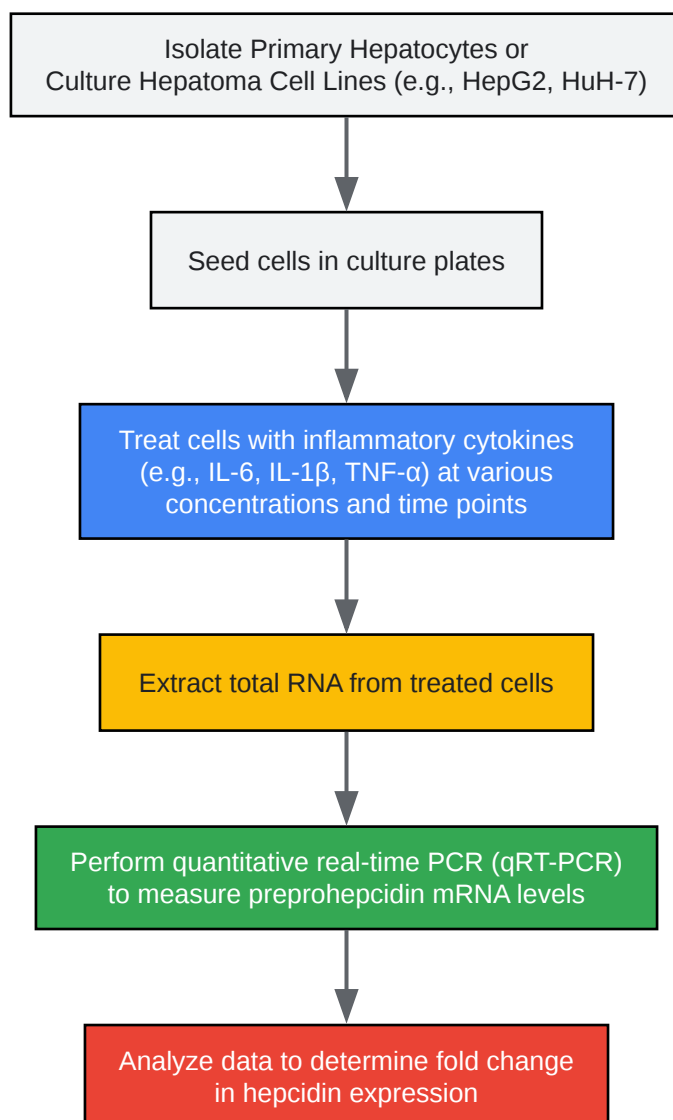 Isolate Primary Hepatocytes or
Culture Hepatoma Cell Lines (e.g., HepG2, HuH-7)
Seed cells in culture plates
Treat cells with inflammatory cytokines
(e.g., IL-6, IL-1β, TNF-α) at various
concentrations and time points
Extract total RNA from treated cells
Perform quantitative real-time PCR (qRT-PCR)
to measure preprohepcidin mRNA levels
Analyze data to determine fold change
in hepcidin expression